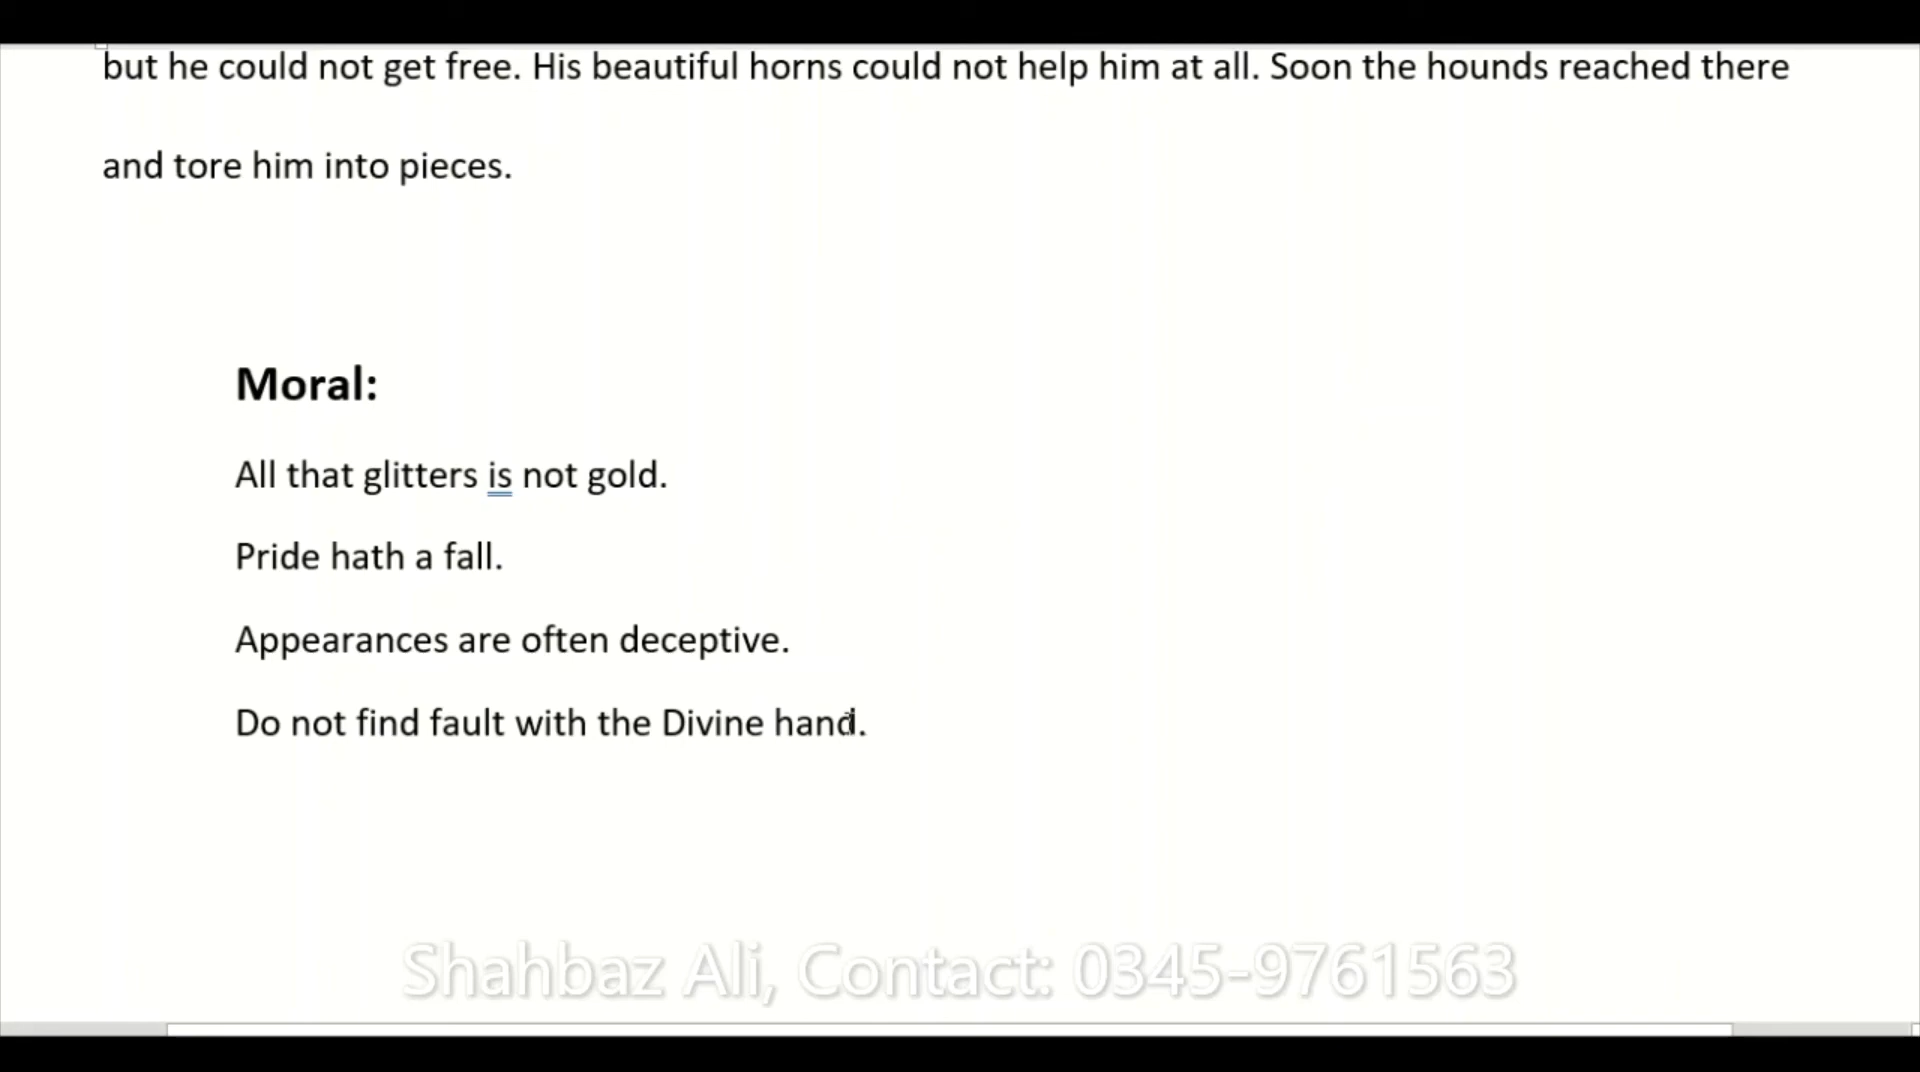 but he could not get free. His beautiful horns could not help him at all. Soon the hounds reached there
and tore him into pieces.
Moral:
All that glitters is not gold.
Pride hath a fall.
Appearances are often deceptive.
Do not find fault with the Divine hand.
Shahbaz Ali, Contact: 0345-9761563